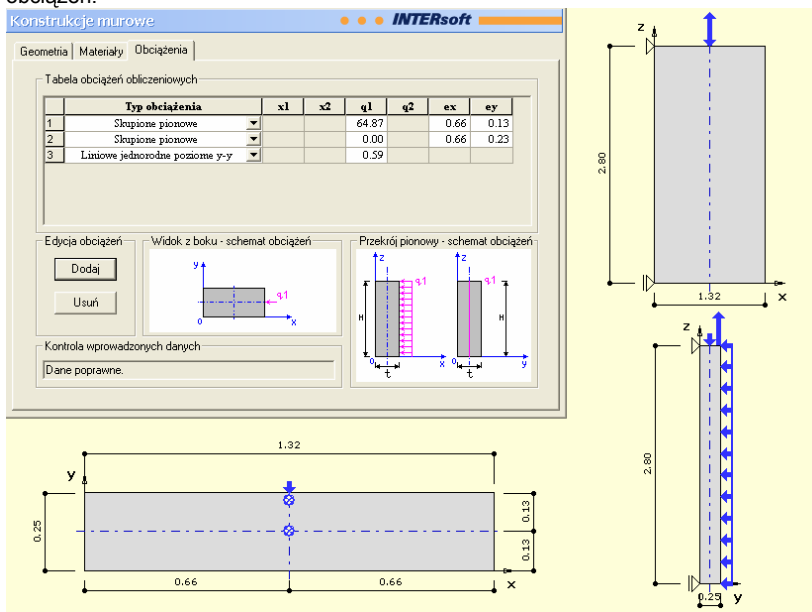 obciążeń.
Konstrukcje murowe
INTERsoft
Geometria Materiały Obciążenia
Tabela obciążeń obliczeniowych
Typ obciążenia x1 x2 q1 q2 ex ey
1 Skupione pionowe 64.87 0.66 0.13
2 Skupione pionowe 0.00 0.66 0.23
3 Liniowe jednorodne poziome y-y 0.59
Edycja obciążeń
Dodaj
Usuń
Widok z boku - schemat obciążeń
y
q1
0
x
Przekrój pionowy - schemat obciążeń
z
q1
H
0
t
x
z
q1
H
0
t
y
Kontrola wprowadzonych danych
Dane poprawne.
z
2.80
1.32
x
z
2.80
0.25
y
1.32
y
0.25
0.13
0.13
0.66
0.66
x